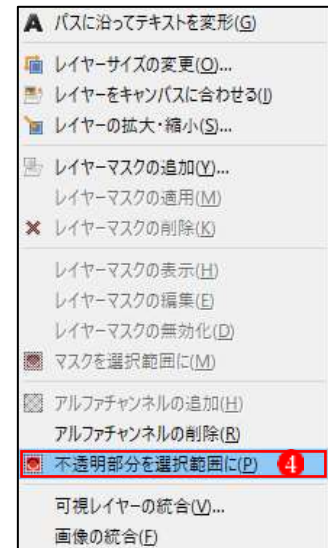 A パスに沿ってテキストを変形(G)
レイヤーサイズの変更(O)...
レイヤーをキャンバスに合わせる(I)
レイヤーの拡大・縮小(S)...
レイヤーマスクの追加(Y)...
レイヤーマスクの適用(M)
レイヤーマスクの削除(K)
レイヤーマスクの表示(H)
レイヤーマスクの編集(E)
レイヤーマスクの無効化(D)
マスクを選択範囲に(M)
アルファチャンネルの追加(H)
アルファチャンネルの削除(R)
不透明部分を選択範囲に(P) 4
可視レイヤーの統合(V)...
画像の統合(F)